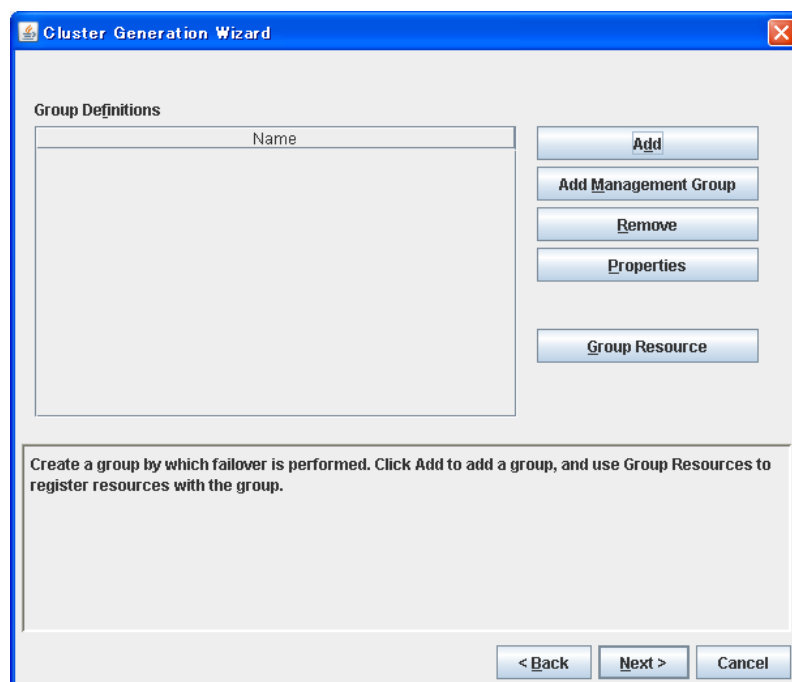 Cluster Generation Wizard
Group Definitions
Name
Add
Add Management Group
Remove
Properties
Group Resource
Create a group by which failover is performed. Click Add to add a group, and use Group Resources to
register resources with the group.
< Back
Next >
Cancel